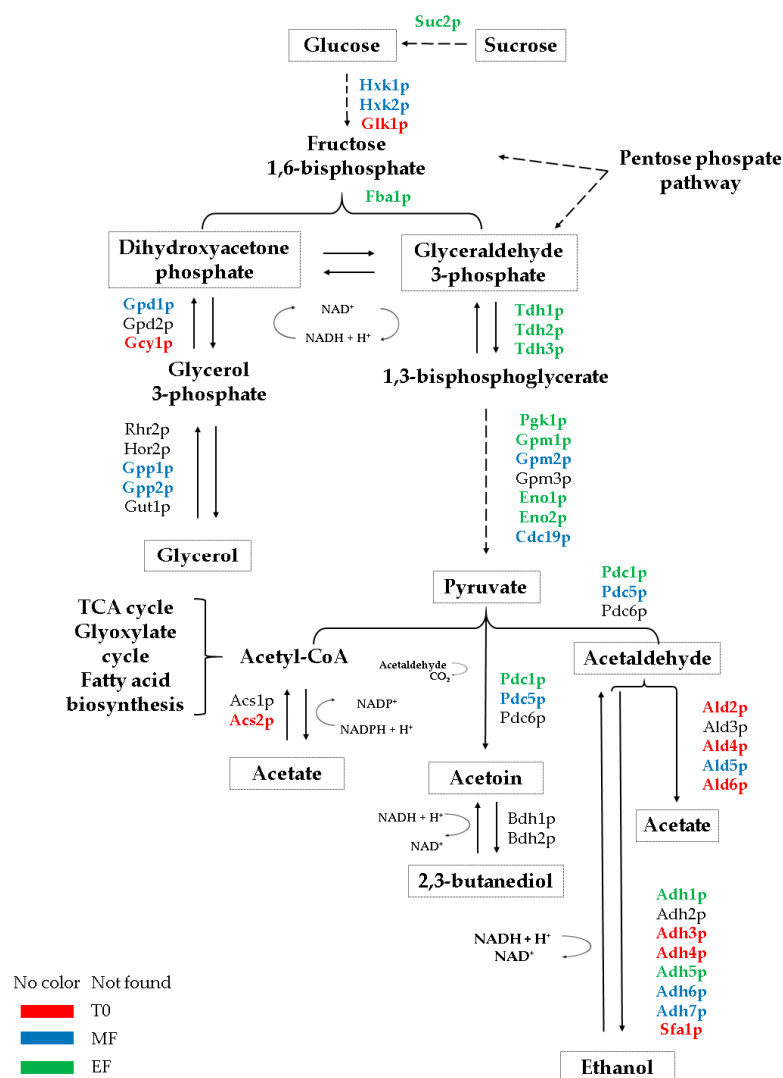 Suc2p
Glucose
Sucrose
Hxk1p
Hxk2p
Glk1p
Fructose
1,6-bisphosphate
Pentose phospate
pathway
Fba1p
Dihydroxyacetone
phosphate
Glyceraldehyde
3-phosphate
Gpd1p
Gpd2p
Gcy1p
NAD⁺
NADH + H⁺
Tdh1p
Tdh2p
Tdh3p
Glycerol
3-phosphate
1,3-bisphosphoglycerate
Rhr2p
Hor2p
Gpp1p
Gpp2p
Gut1p
Pgk1p
Gpm1p
Gpm2p
Gpm3p
Eno1p
Eno2p
Cdc19p
Glycerol
Pyruvate
Pdc1p
Pdc5p
Pdc6p
TCA cycle
Glyoxylate
cycle
Fatty acid
biosynthesis
Acetyl-CoA
Acetaldehyde
CO₂
Pdc1p
Pdc5p
Pdc6p
Acetaldehyde
Acs1p
Acs2p
NADP⁺
NADPH + H⁺
Ald2p
Ald3p
Ald4p
Ald5p
Ald6p
Acetate
Acetoin
Acetate
NADH + H⁺
NAD⁺
Bdh1p
Bdh2p
2,3-butanediol
NADH + H⁺
NAD⁺
Adh1p
Adh2p
Adh3p
Adh4p
Adh5p
Adh6p
Adh7p
Sfa1p
Ethanol
No color Not found
T0
MF
EF